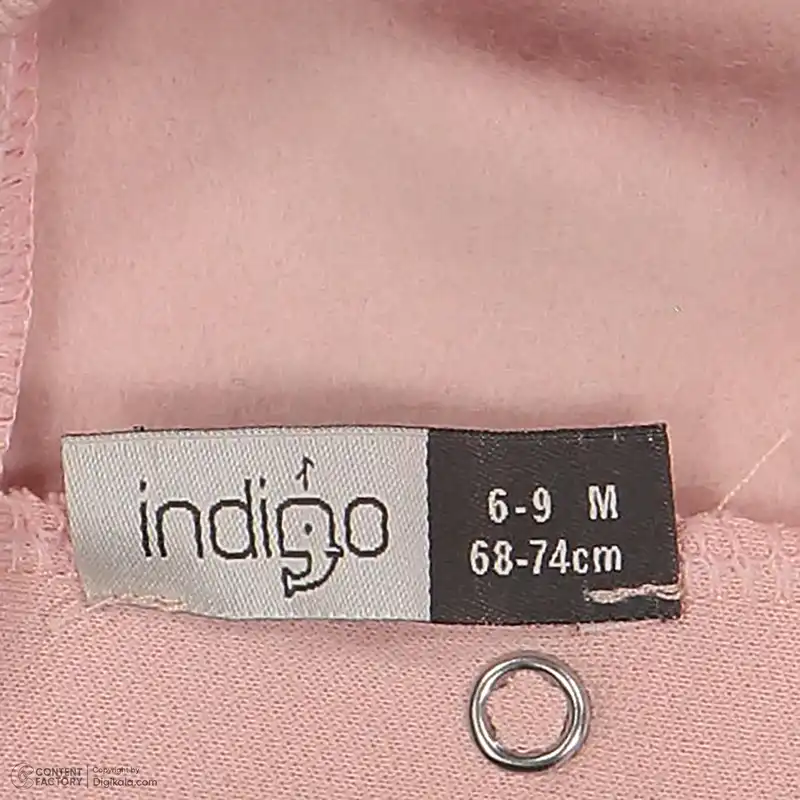 indigo
6-9 M
68-74cm
CONTENT FACTORY
Copyright by
Digikala.com